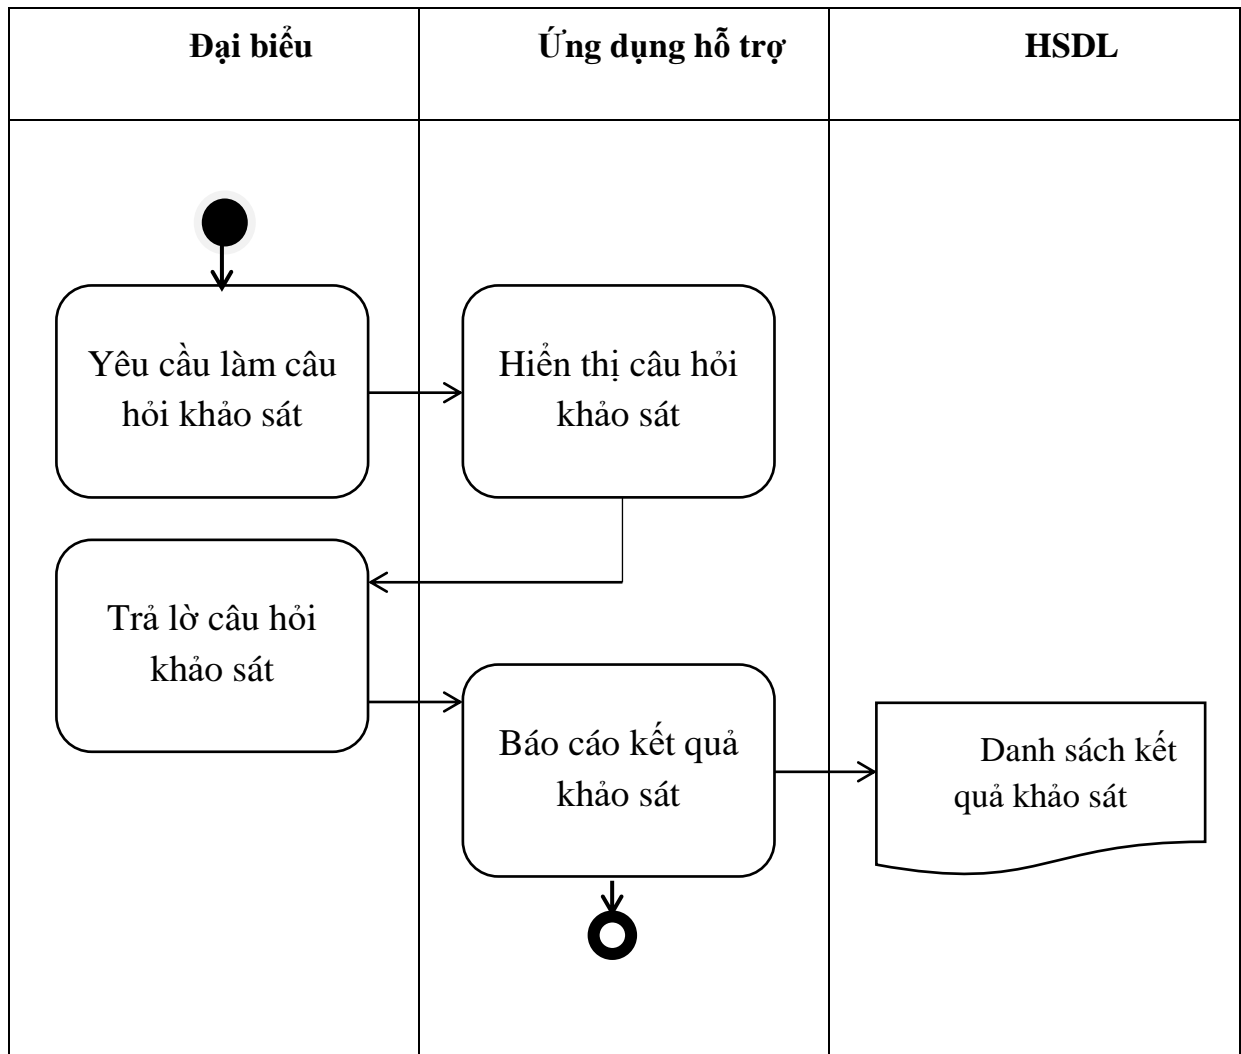 Đại biểu
Ứng dụng hỗ trợ
HSDL
Yêu cầu làm câu
hỏi khảo sát
Hiển thị câu hỏi
khảo sát
Trả lờ câu hỏi
khảo sát
Báo cáo kết quả
khảo sát
Danh sách kết
quả khảo sát